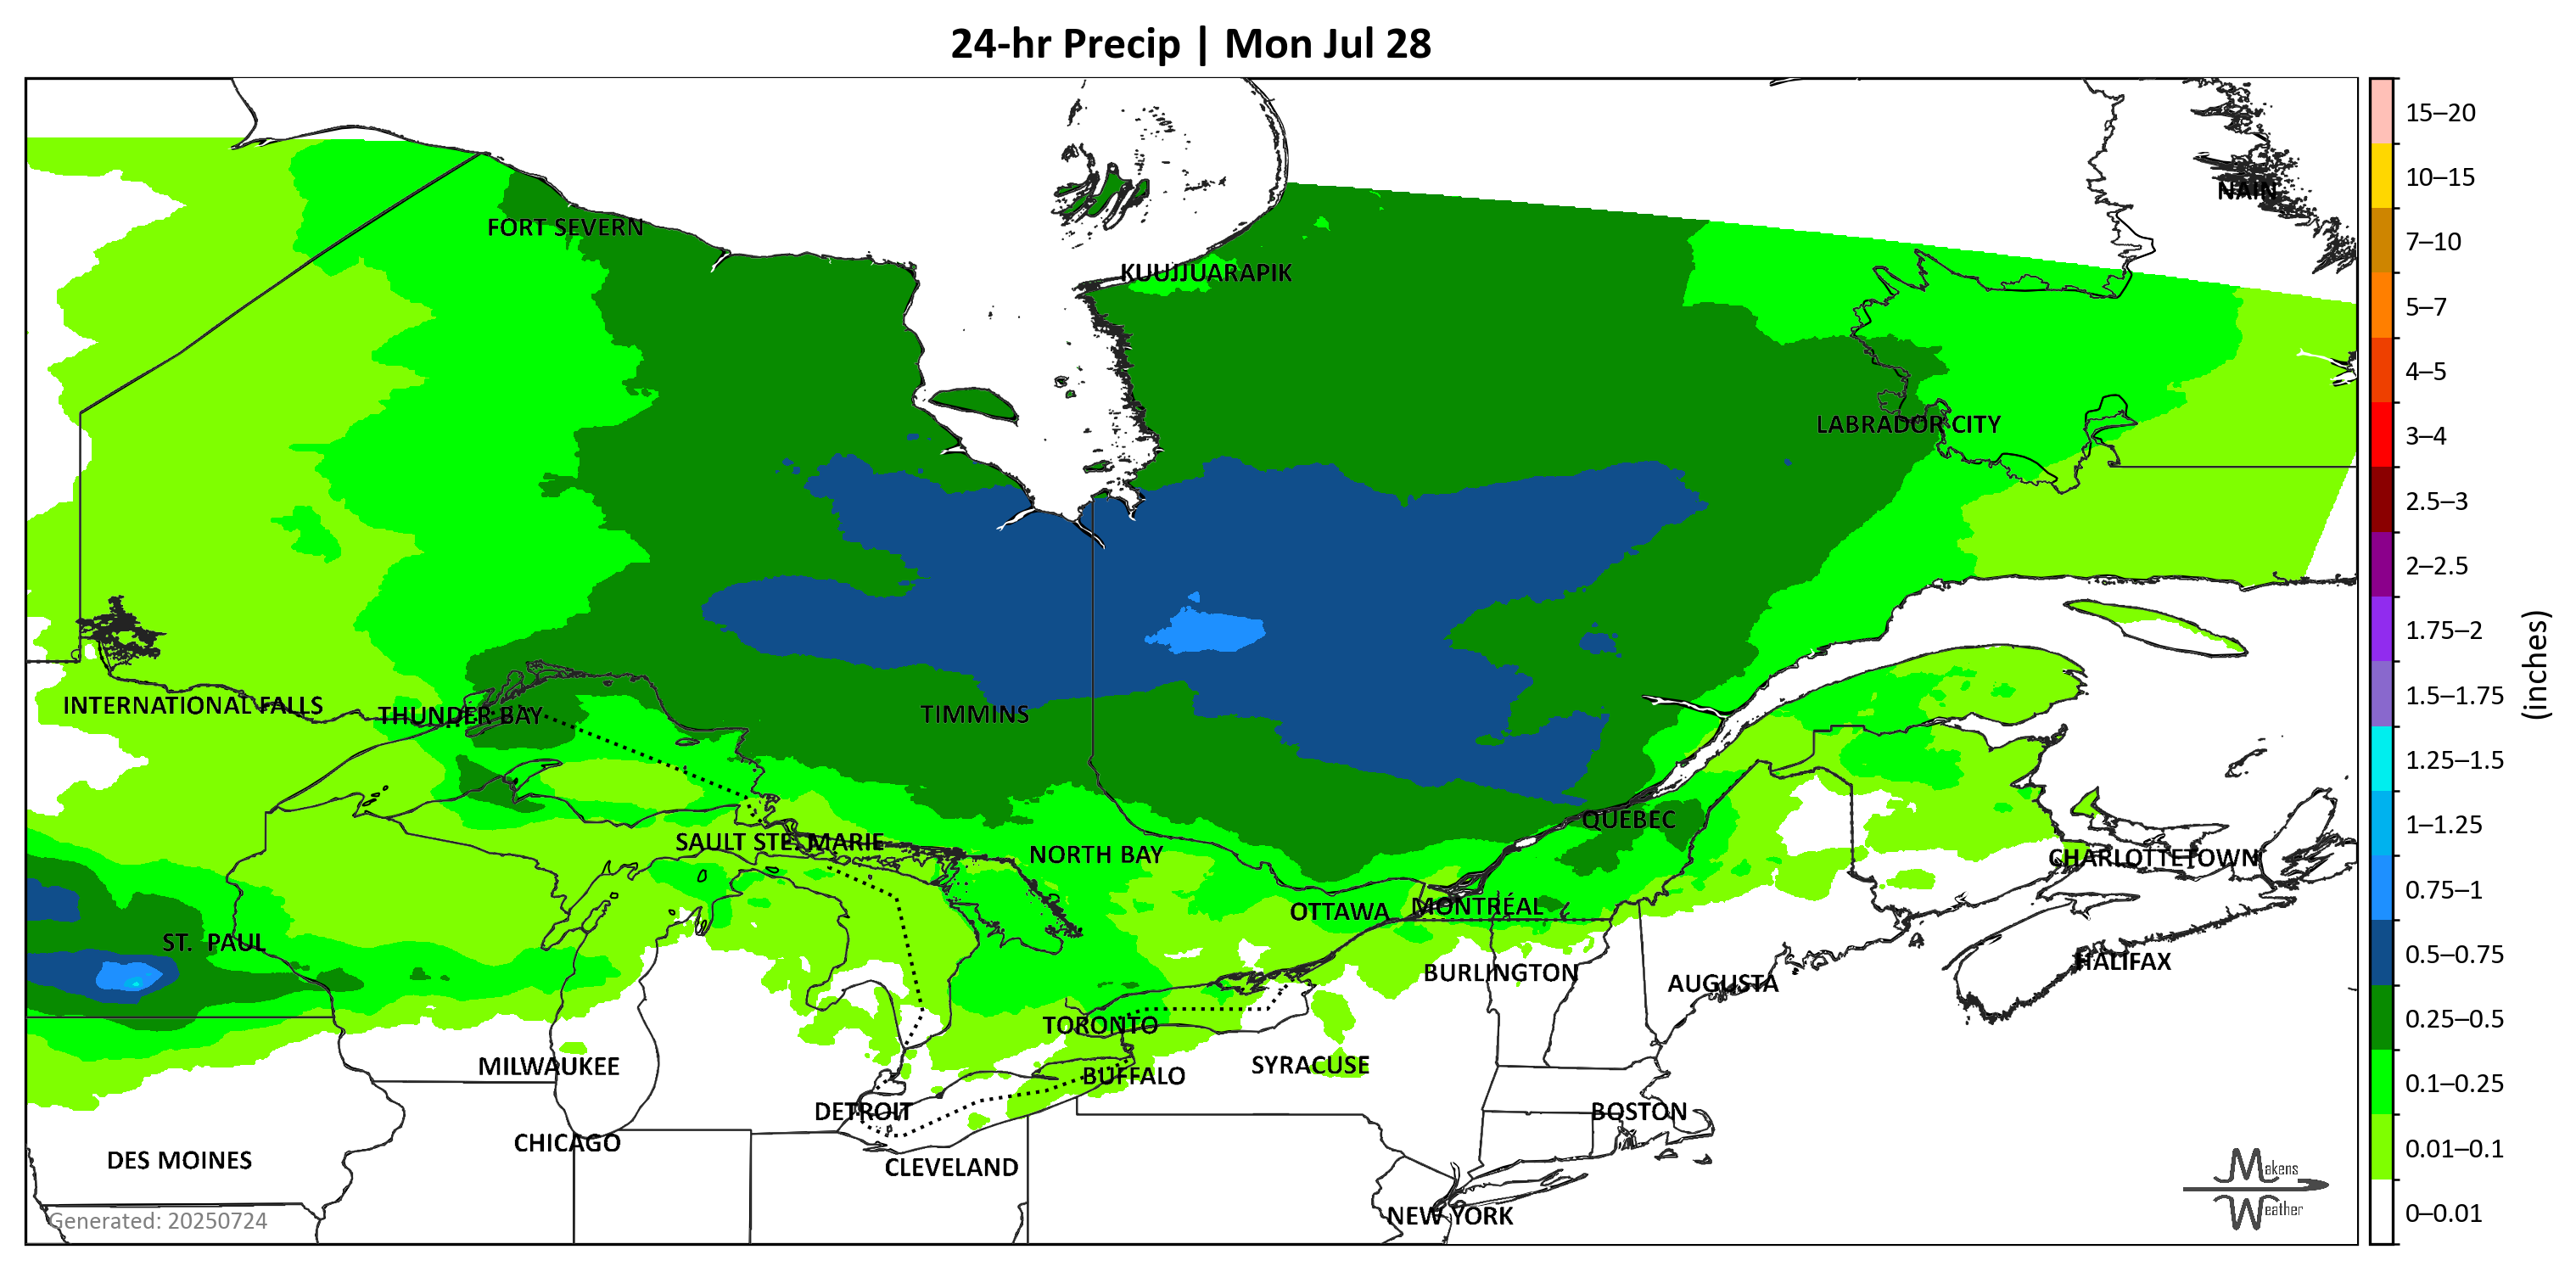 24-hr Precip | Mon Jul 28
NAIN
FORT SEVERN
KUUJJUARAPIK
LABRADOR CITY
INTERNATIONAL FALLS
THUNDER BAY
TIMMINS
QUEBEC
SAULT STE. MARIE
NORTH BAY
CHARLOTTETOWN
OTTAWA
MONTRÉAL
ST. PAUL
HALIFAX
BURLINGTON
AUGUSTA
TORONTO
MILWAUKEE
SYRACUSE
BUFFALO
DETROIT
BOSTON
CHICAGO
DES MOINES
CLEVELAND
NEW YORK
Generated: 20250724
Makens
Weather
15–20
10–15
7–10
5–7
4–5
3–4
2.5–3
2–2.5
1.75–2
1.5–1.75
1.25–1.5
1–1.25
0.75–1
0.5–0.75
0.25–0.5
0.1–0.25
0.01–0.1
0–0.01
(inches)